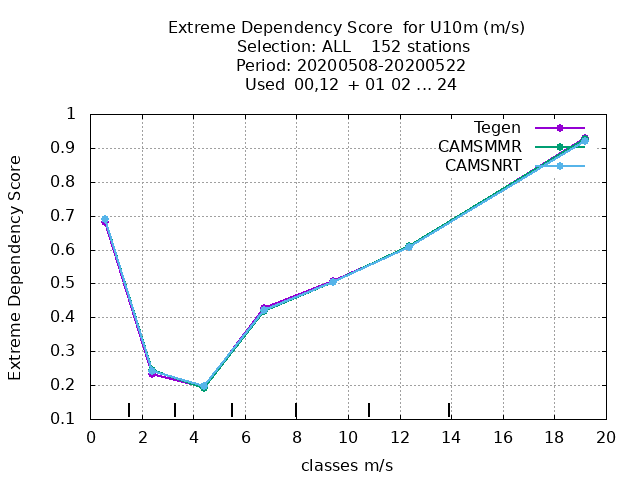 Extreme Dependency Score  for U10m (m/s)
Selection: ALL    152 stations
Period: 20200508-20200522
Used  00,12  + 01 02 ... 24
Tegen
CAMSMMR
CAMSNRT
1
0.9
0.8
0.7
0.6
0.5
0.4
0.3
0.2
0.1
Extreme Dependency Score
0 2 4 6 8 10 12 14 16 18 20
classes m/s